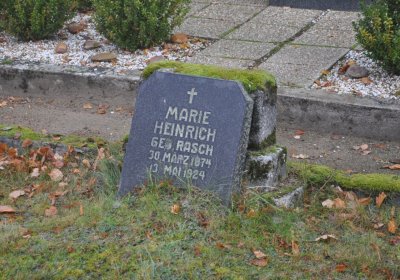 MARIE
HEINRICH
GEB. RASCH
30. MÄRZ 1874
13. MAI 1924